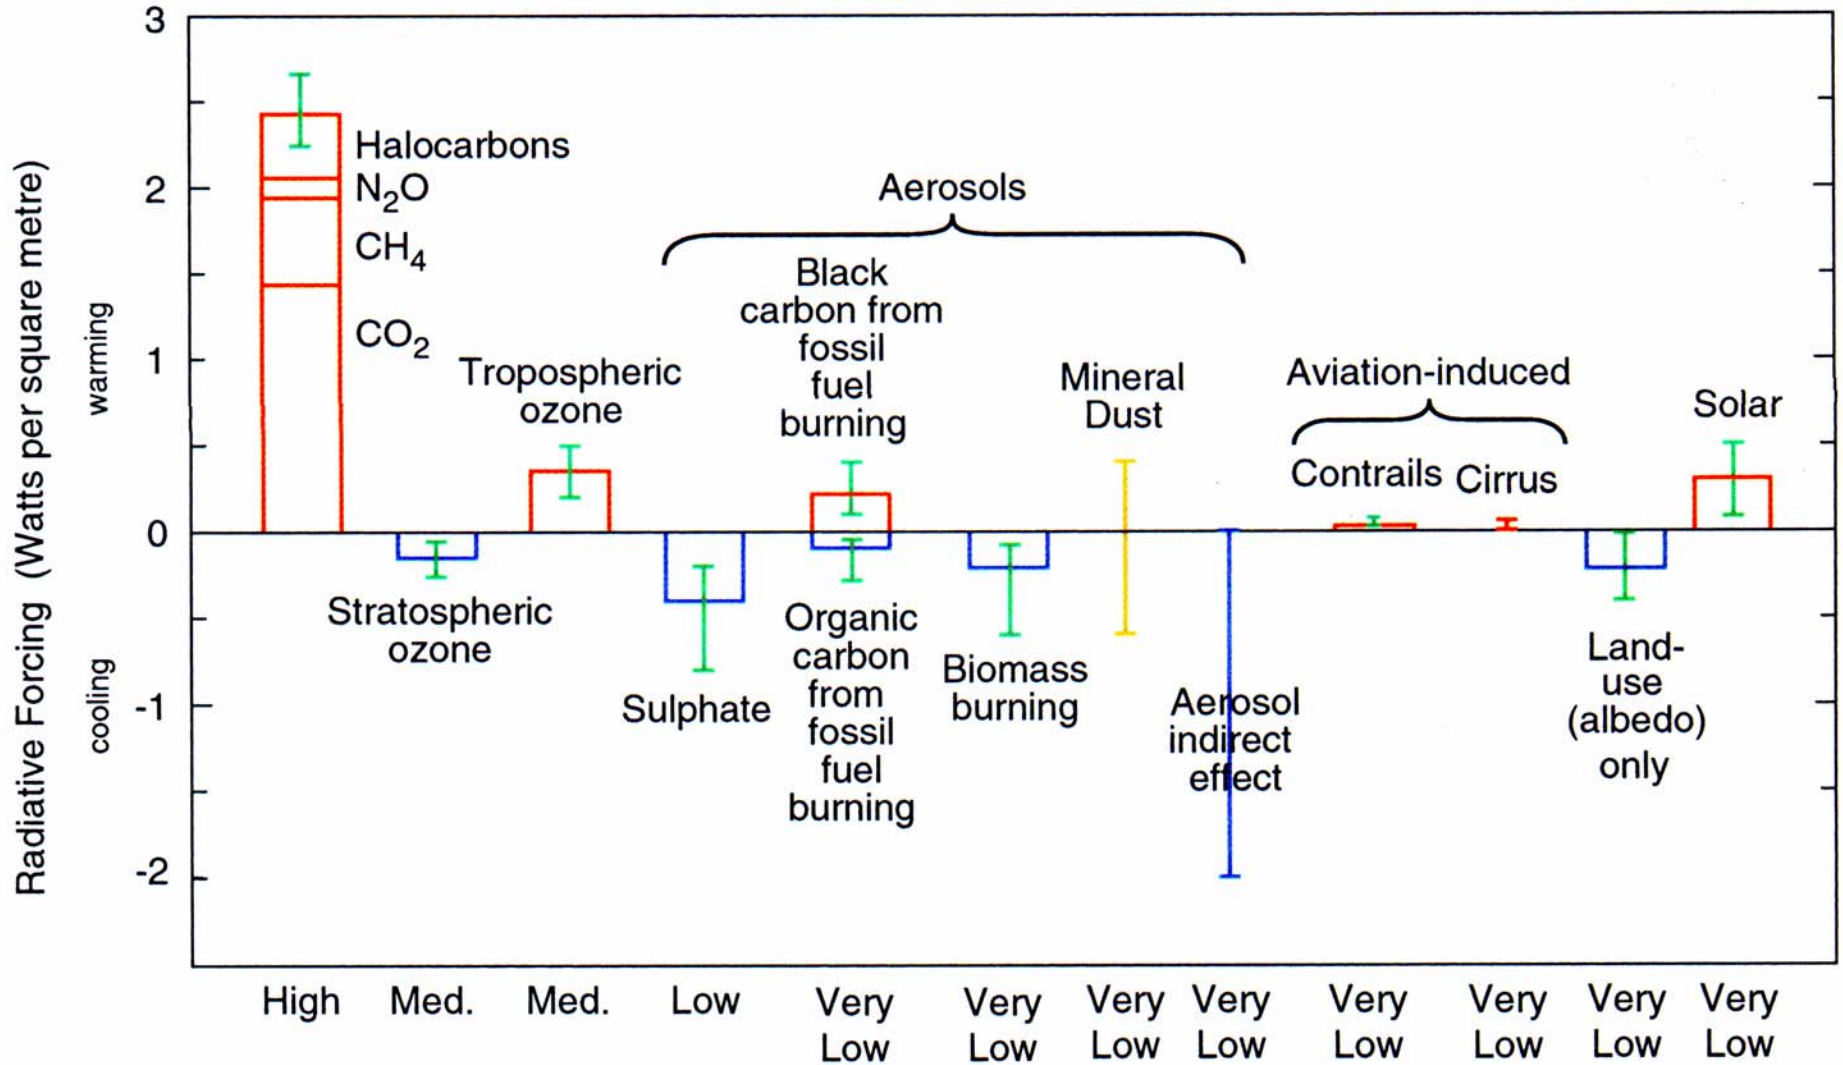 Radiative Forcing (Watts per square metre)
warming
cooling
3
2
1
0
-1
-2
Halocarbons
N₂O
CH₄
CO₂
Stratospheric
ozone
Tropospheric
ozone
Aerosols
Sulphate
Black
carbon from
fossil
fuel
burning
Organic
carbon
from
fossil
fuel
burning
Biomass
burning
Mineral
Dust
Aerosol
indirect
effect
Aviation-induced
Contrails
Cirrus
Land-
use
(albedo)
only
Solar
High
Med.
Med.
Low
Very
Low
Very
Low
Very
Low
Very
Low
Very
Low
Very
Low
Very
Low
Very
Low